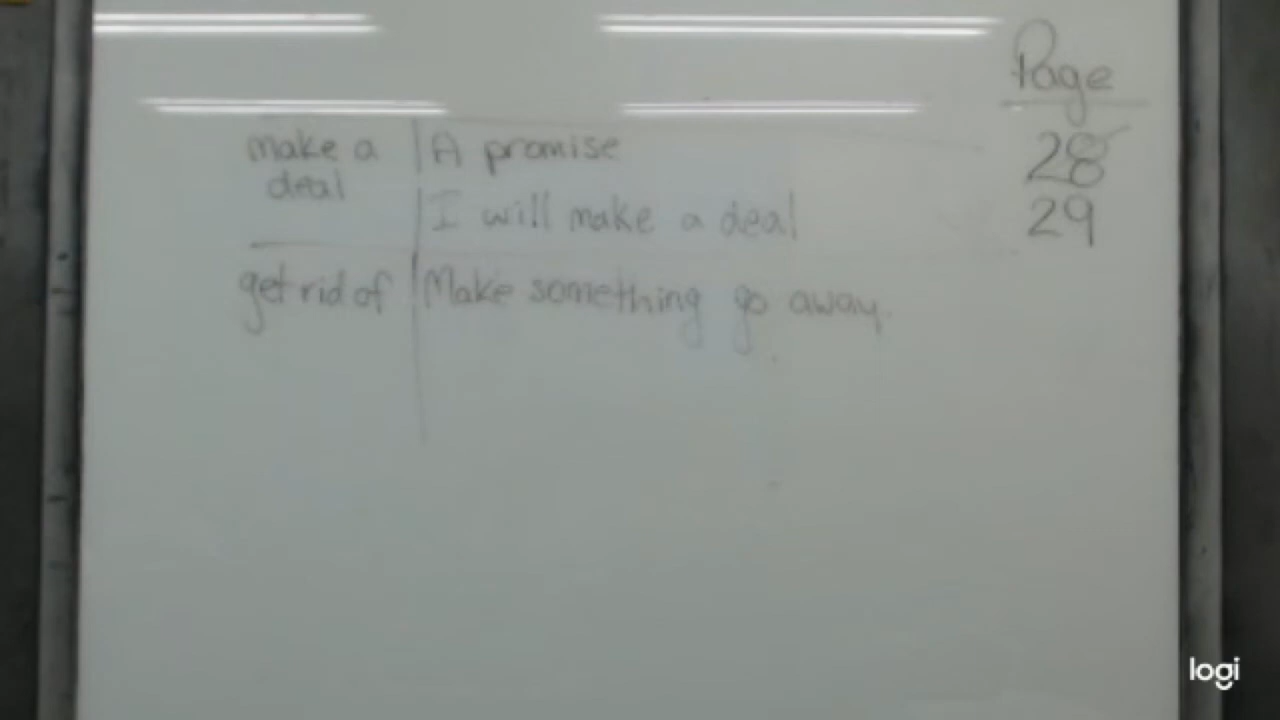 Page
28
29
make a
deal
A promise
I will make a deal
get rid of
Make something go away.
logi